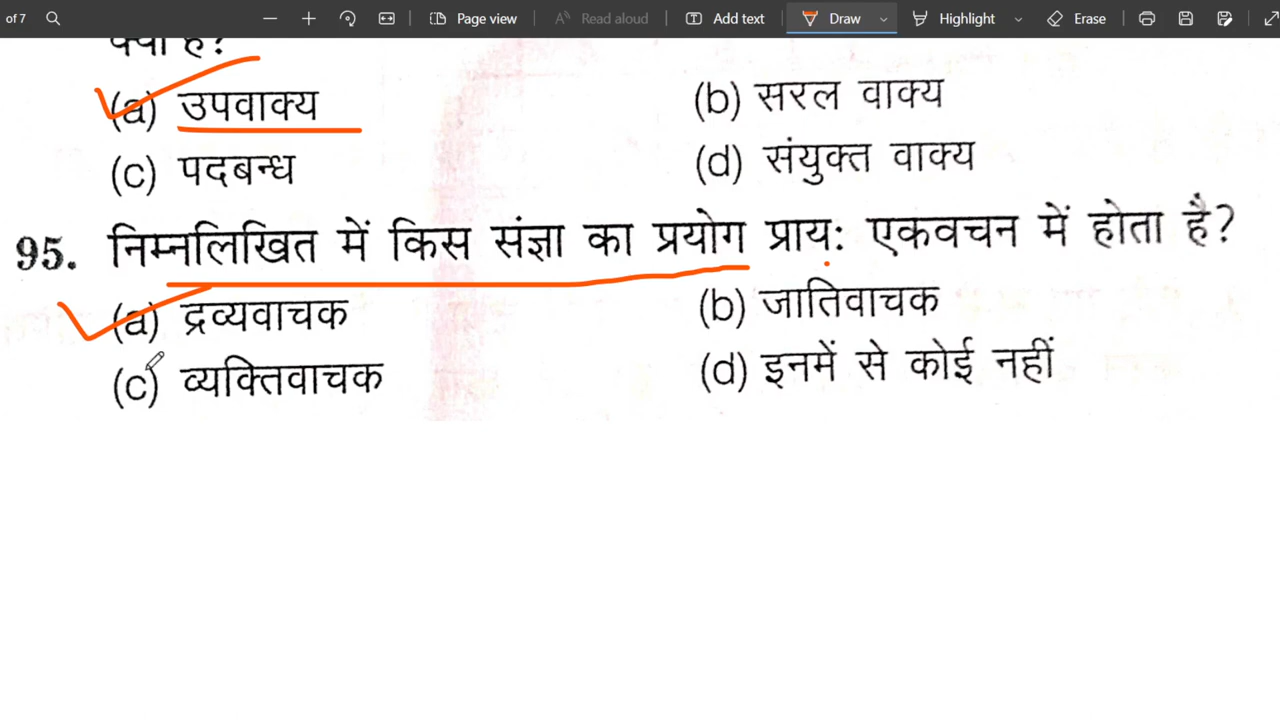 of 7 Page view Read aloud Add text Draw Highlight Erase
क्या है?
(a) उपवाक्य (b) सरल वाक्य
(c) पदबन्ध (d) संयुक्त वाक्य
95. निम्नलिखित में किस संज्ञा का प्रयोग प्रायः एकवचन में होता है?
(a) द्रव्यवाचक (b) जातिवाचक
(c) व्यक्तिवाचक (d) इनमें से कोई नहीं